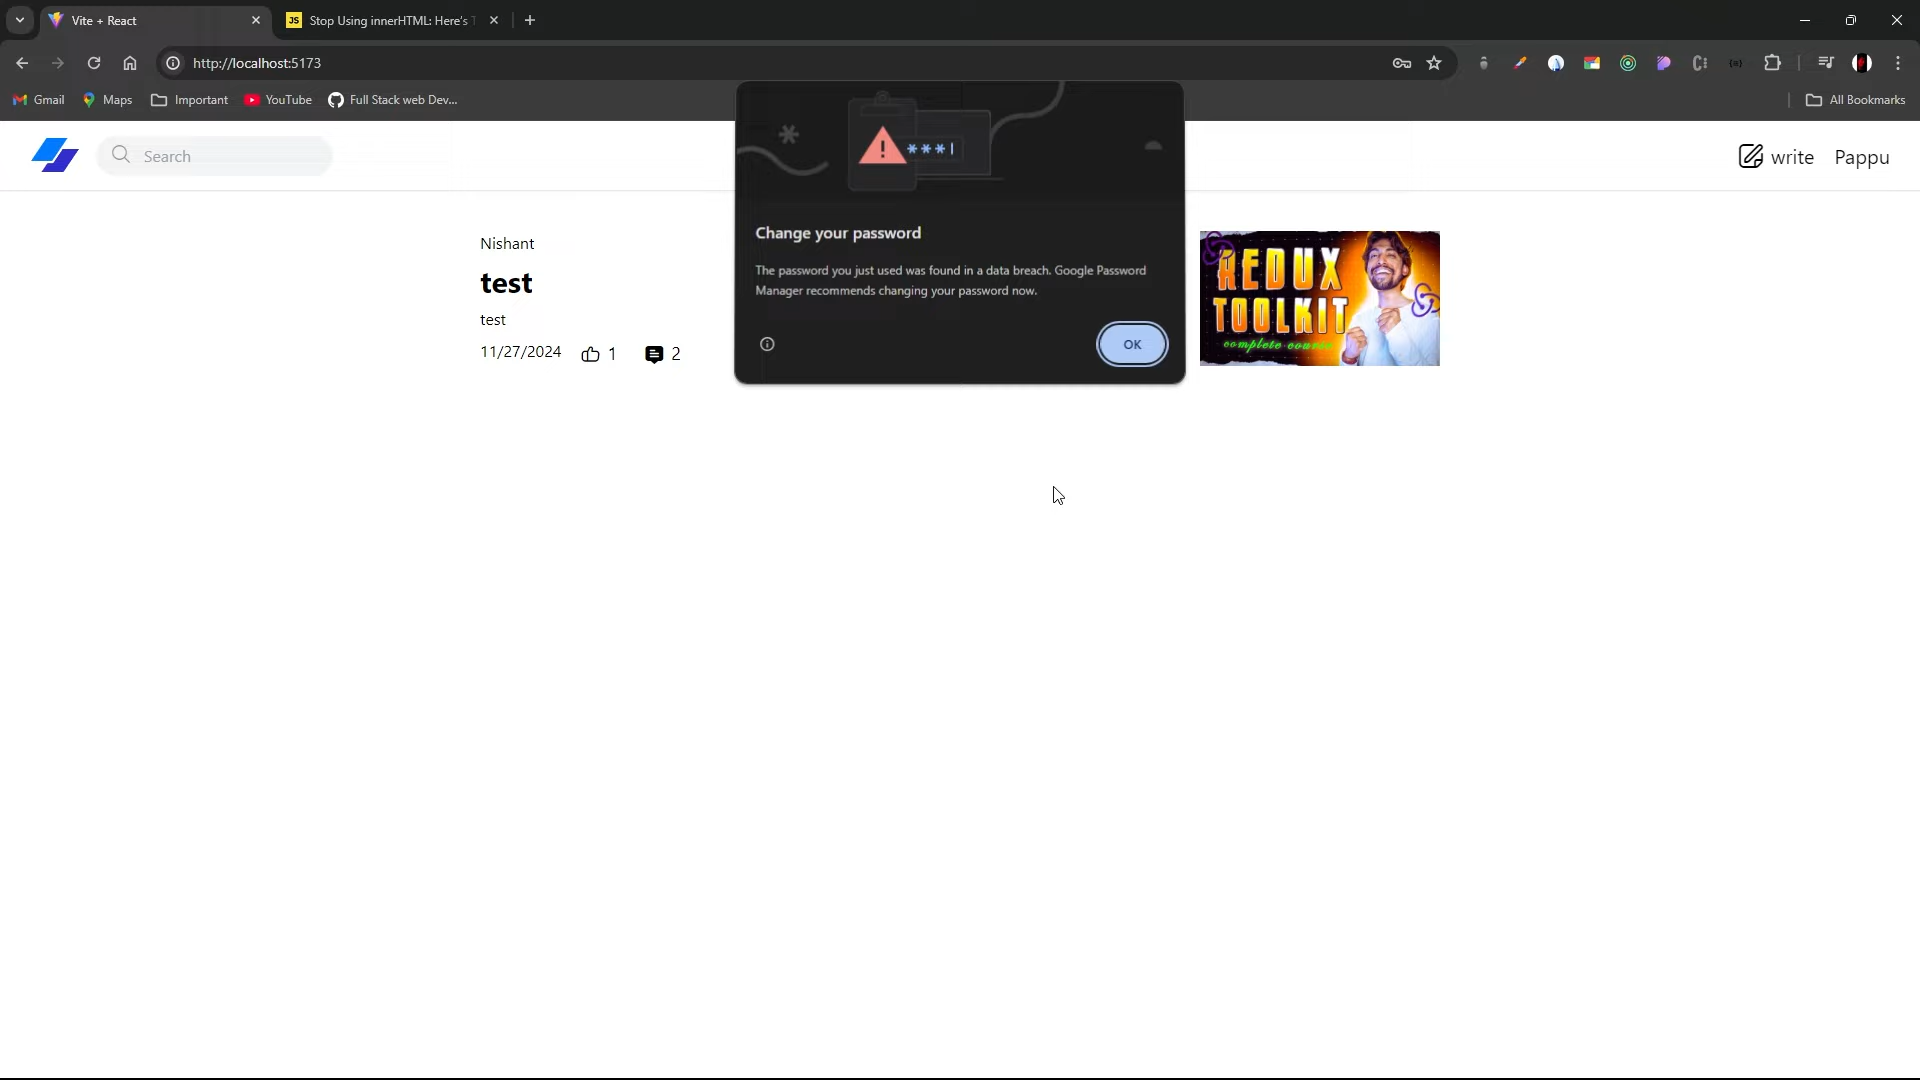 Vite + React
JS Stop Using innerHTML: Here's
http://localhost:5173
Gmail
Maps
Important
YouTube
Full Stack web Dev...
All Bookmarks
Search
write
Pappu
***|
Change your password
The password you just used was found in a data breach. Google Password
Manager recommends changing your password now.
OK
Nishant
test
test
11/27/2024 1 2
REDUX
TOOLKIT
complete course